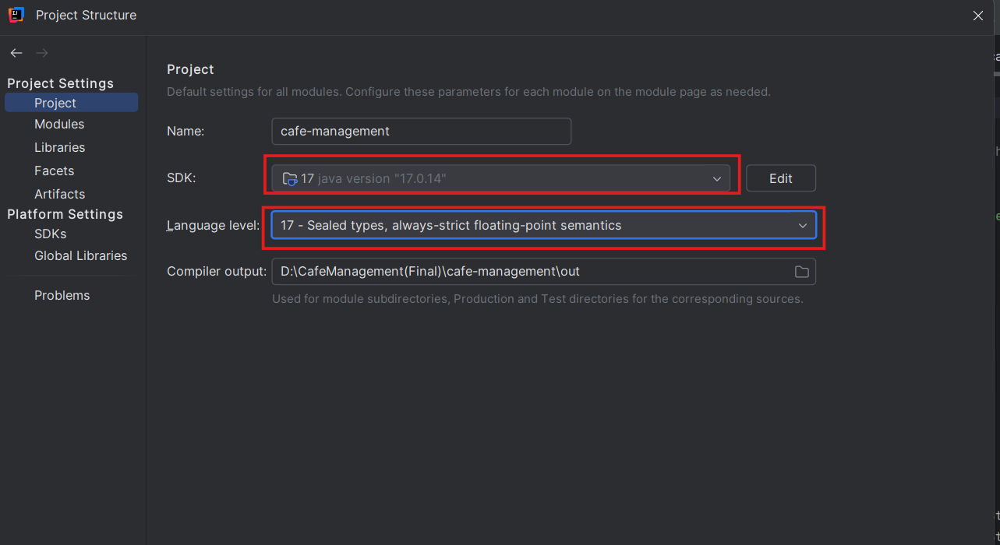 Project Structure
Project Settings
Project
Modules
Libraries
Facets
Artifacts
Platform Settings
SDKs
Global Libraries
Problems
Project
Default settings for all modules. Configure these parameters for each module on the module page as needed.
Name: cafe-management
SDK: 17 java version "17.0.14" Edit
Language level: 17 - Sealed types, always-strict floating-point semantics
Compiler output: D:\CafeManagement(Final)\cafe-management\out
Used for module subdirectories, Production and Test directories for the corresponding sources.